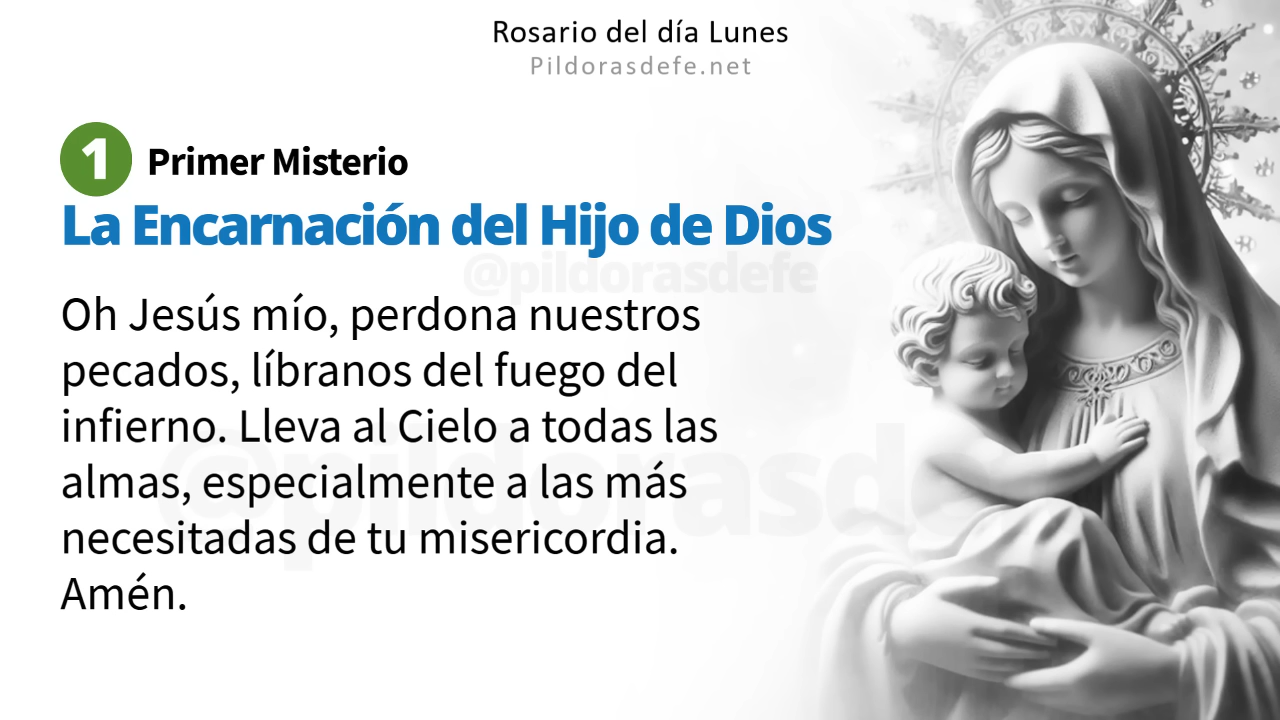 Rosario del día Lunes
Pildorasdefe.net
1 Primer Misterio
La Encarnación del Hijo de Dios
@pildorasdefe
Oh Jesús mío, perdona nuestros
pecados, líbranos del fuego del
infierno. Lleva al Cielo a todas las
almas, especialmente a las más
necesitadas de tu misericordia.
Amén.
@pildorasdefe